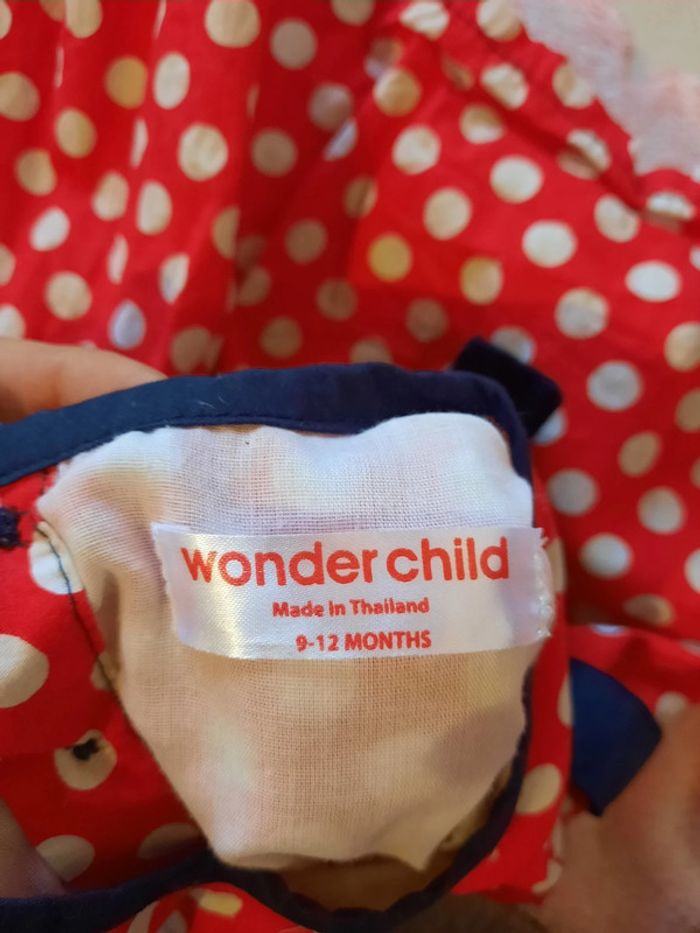 wonderchild
Made In Thailand
9-12 MONTHS